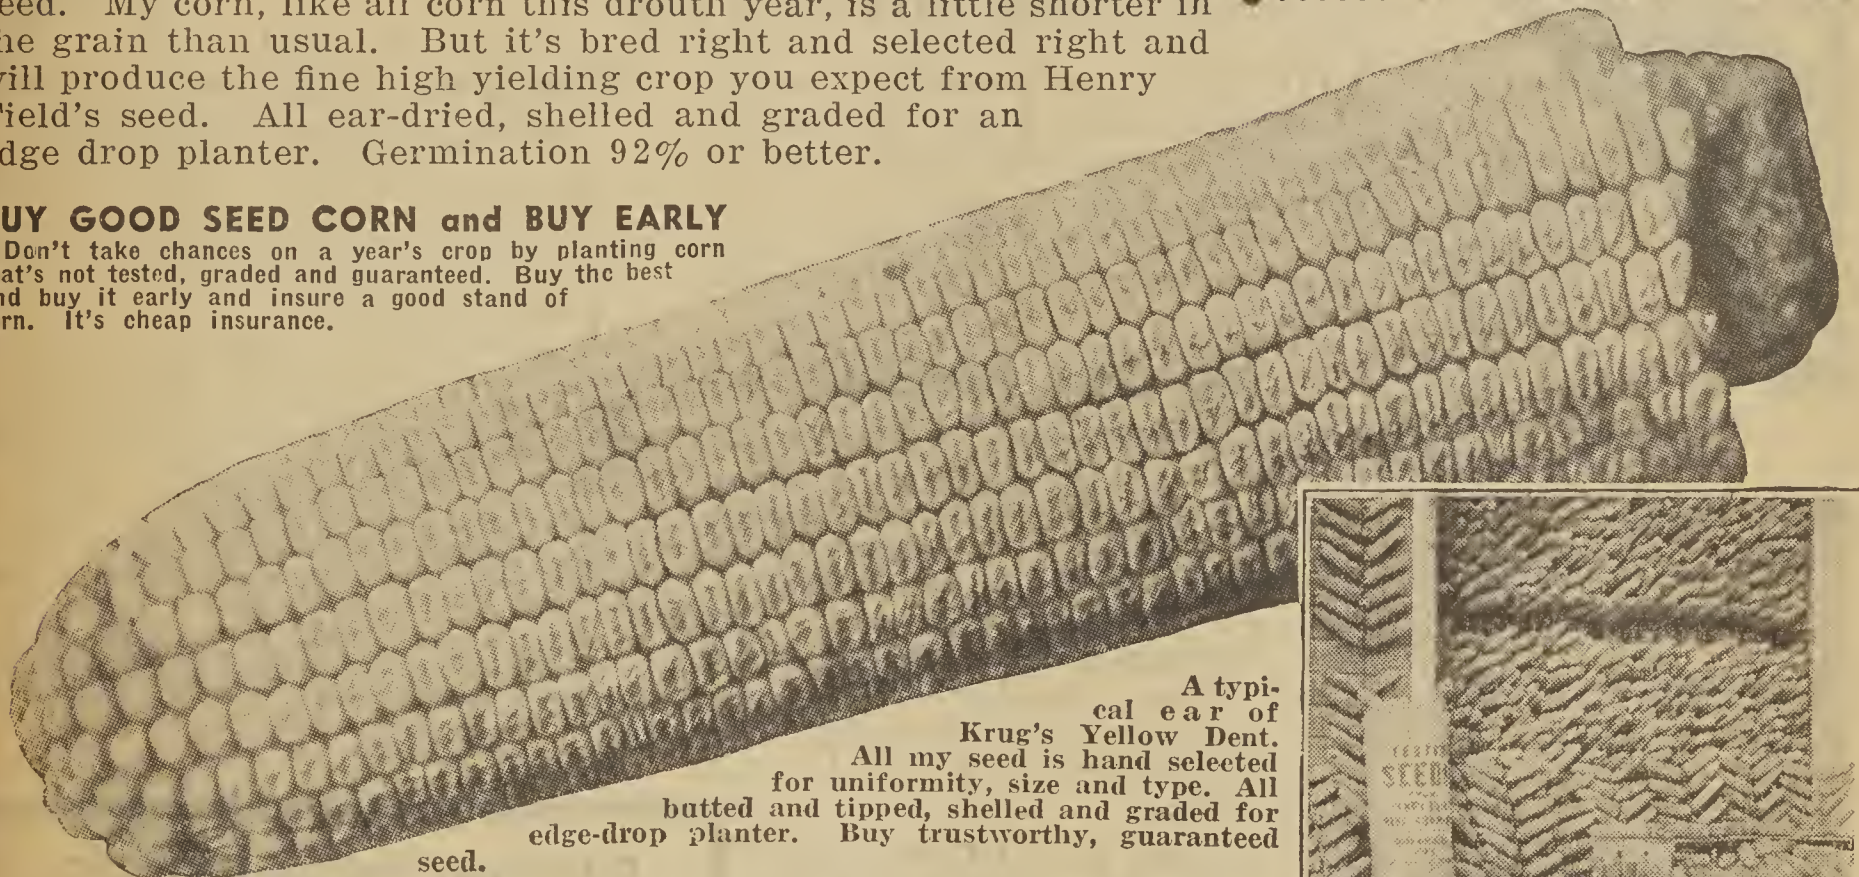 eed. My corn, like all corn this drouth year, is a little shorter in
he grain than usual. But it's bred right and selected right and
vill produce the fine high yielding crop you expect from Henry
ield's seed. All ear-dried, shelled and graded for an
dge drop planter. Germination 92% or better.
UY GOOD SEED CORN and BUY EARLY
Don't take chances on a year's crop by planting corn
at's not tested, graded and guaranteed. Buy the best
nd buy it early and insure a good stand of
rn. It's cheap insurance.
A typi-
cal ear of
Krug's Yellow Dent.
All my seed is hand selected
for uniformity, size and type. All
butted and tipped, shelled and graded for
edge-drop planter. Buy trustworthy, guaranteed
seed.
SEEDS